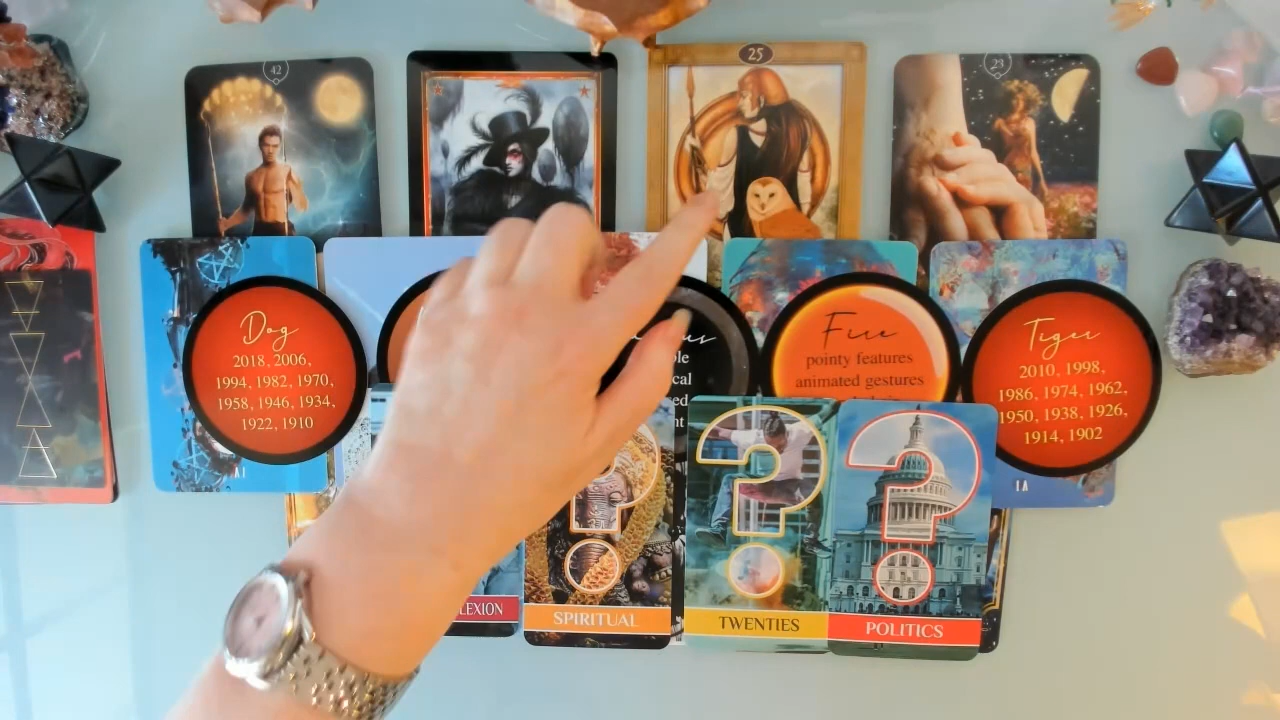 42
25
23
Dog
2018, 2006,
1994, 1982, 1970,
1958, 1946, 1934,
1922, 1910
Fire
pointy features
animated gestures
Tiger
2010, 1998,
1986, 1974, 1962,
1950, 1938, 1926,
1914, 1902
SPIRITUAL
TWENTIES
POLITICS